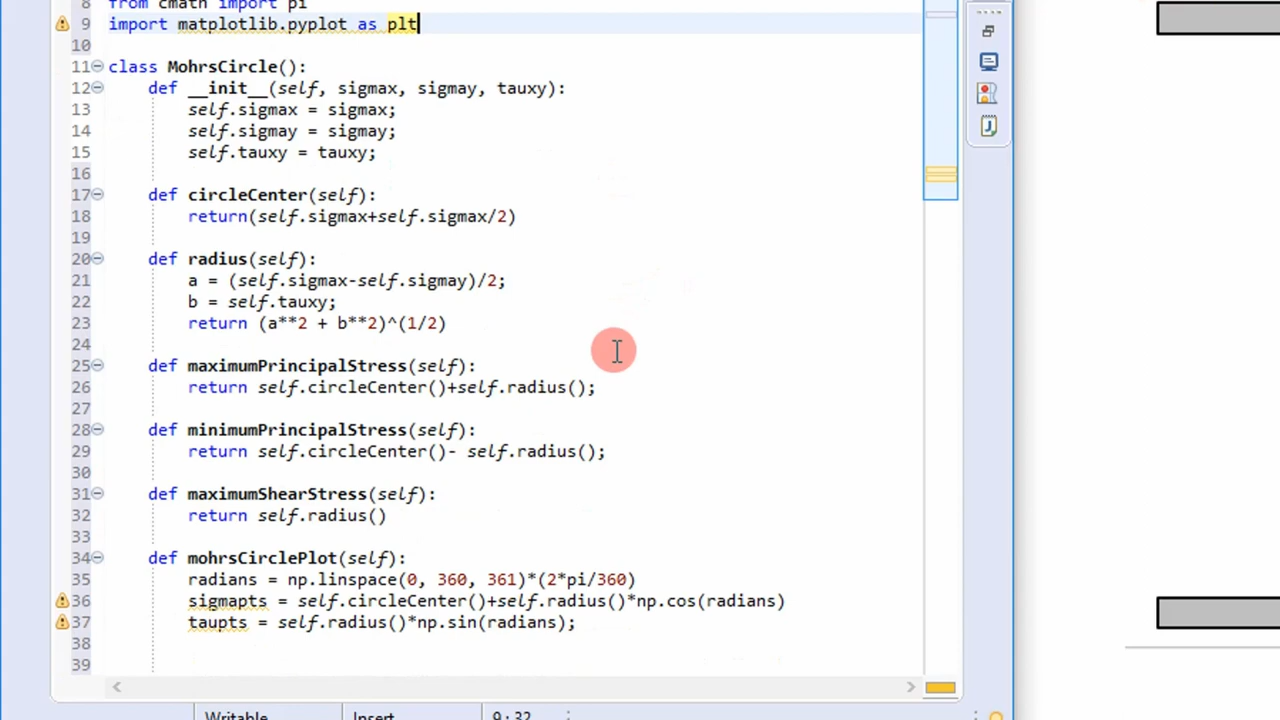 8 from cmath import pi
9 import matplotlib.pyplot as plt
10
11 class MohrsCircle():
12 def __init__(self, sigmax, sigmay, tauxy):
13 self.sigmax = sigmax;
14 self.sigmay = sigmay;
15 self.tauxy = tauxy;
16
17 def circleCenter(self):
18 return(self.sigmax+self.sigmax/2)
19
20 def radius(self):
21 a = (self.sigmax-self.sigmay)/2;
22 b = self.tauxy;
23 return (a**2 + b**2)^(1/2)
24
25 def maximumPrincipalStress(self):
26 return self.circleCenter()+self.radius();
27
28 def minimumPrincipalStress(self):
29 return self.circleCenter()- self.radius();
30
31 def maximumShearStress(self):
32 return self.radius()
33
34 def mohrsCirclePlot(self):
35 radians = np.linspace(0, 360, 361)*(2*pi/360)
36 sigmapts = self.circleCenter()+self.radius()*np.cos(radians)
37 taupts = self.radius()*np.sin(radians);
38
39
Writable Insert 9:32